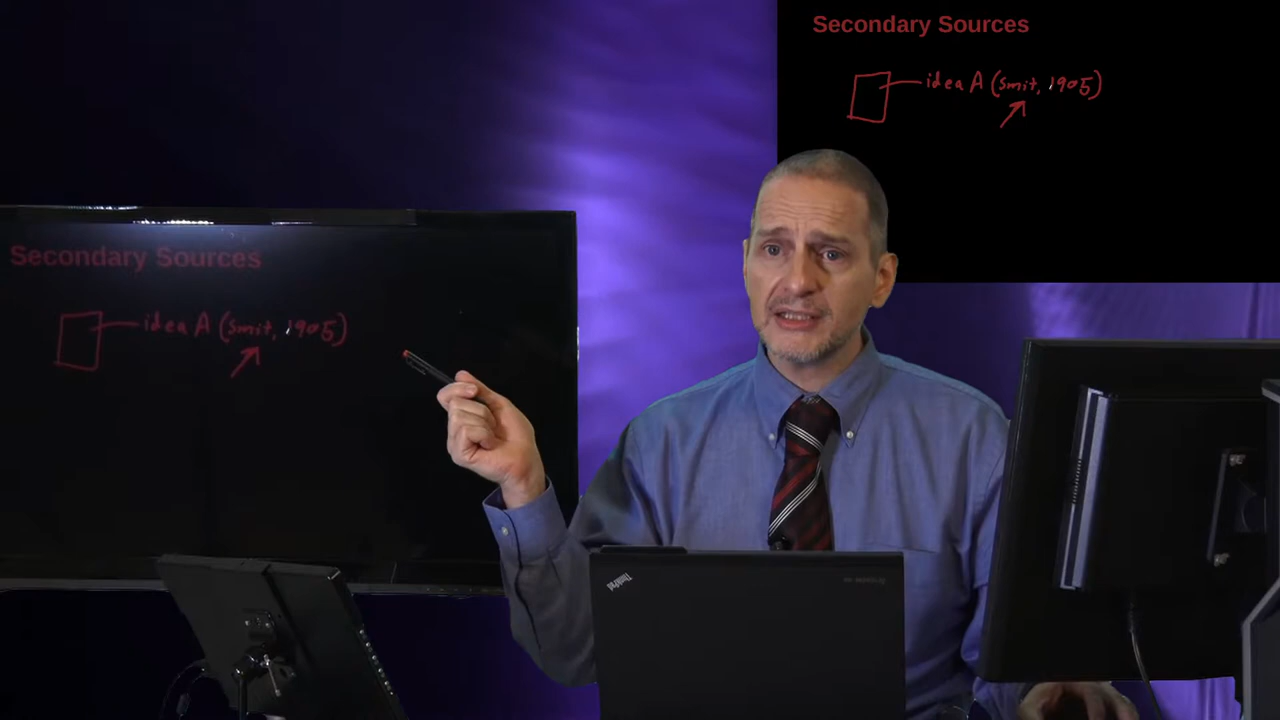 Secondary Sources
idea A (Smit, 1905)
Secondary Sources
idea A (Smit, 1905)
ThinkPad